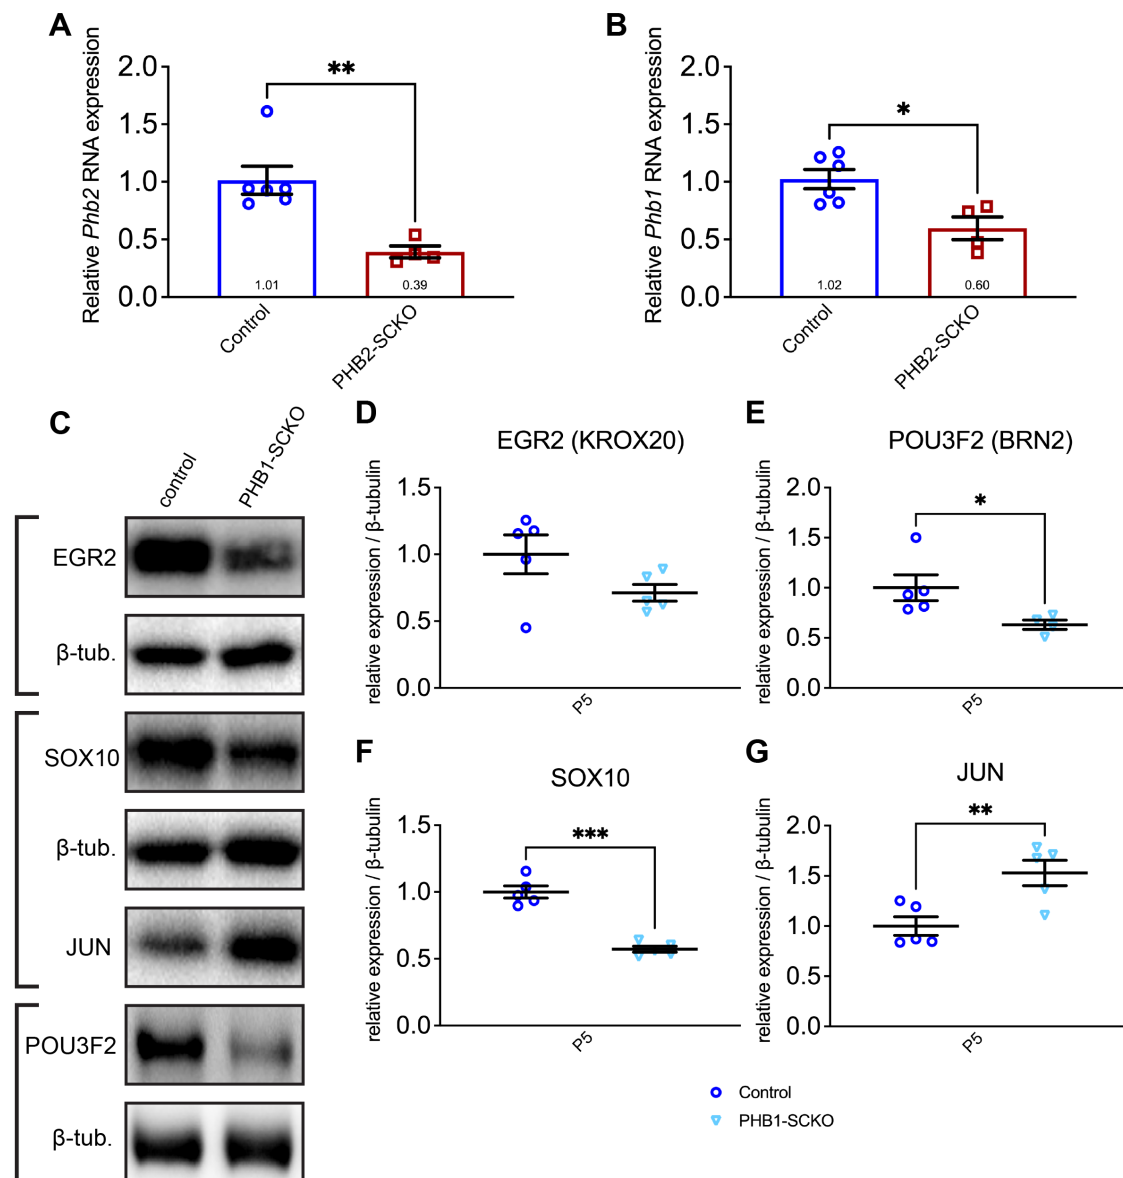 A
Relative Phb2 RNA expression
2.0
1.5
1.0
0.5
0.0
**
1.01
0.39
Control
PHB2-SCKO
B
Relative Phb1 RNA expression
2.0
1.5
1.0
0.5
0.0
*
1.02
0.60
Control
PHB2-SCKO
C
control
PHB1-SCKO
EGR2
β-tub.
SOX10
β-tub.
JUN
POU3F2
β-tub.
D
EGR2 (KROX20)
relative expression / β-tubulin
1.5
1.0
0.5
0.0
P5
E
POU3F2 (BRN2)
relative expression / β-tubulin
2.0
1.5
1.0
0.5
0.0
*
P5
F
SOX10
relative expression / β-tubulin
1.5
1.0
0.5
0.0
***
P5
G
JUN
relative expression / β-tubulin
2.0
1.5
1.0
0.5
0.0
**
P5
Control
PHB1-SCKO